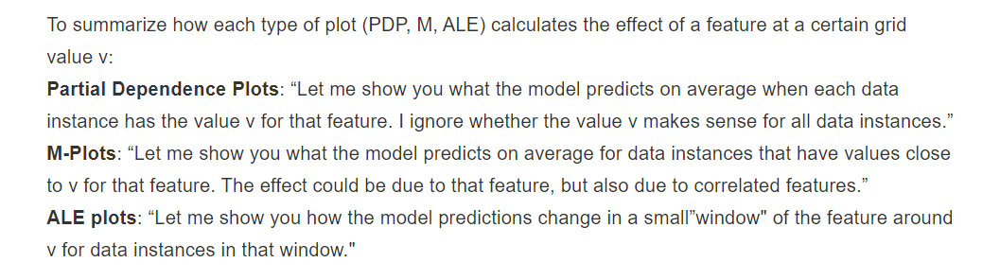 To summarize how each type of plot (PDP, M, ALE) calculates the effect of a feature at a certain grid
value v:
Partial Dependence Plots: “Let me show you what the model predicts on average when each data
instance has the value v for that feature. I ignore whether the value v makes sense for all data instances.”
M-Plots: “Let me show you what the model predicts on average for data instances that have values close
to v for that feature. The effect could be due to that feature, but also due to correlated features.”
ALE plots: “Let me show you how the model predictions change in a small”window" of the feature around
v for data instances in that window."